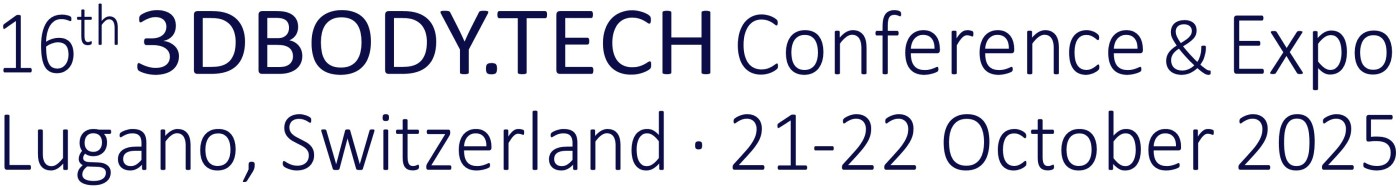 16th 3DBODY.TECH Conference & Expo
Lugano, Switzerland · 21-22 October 2025